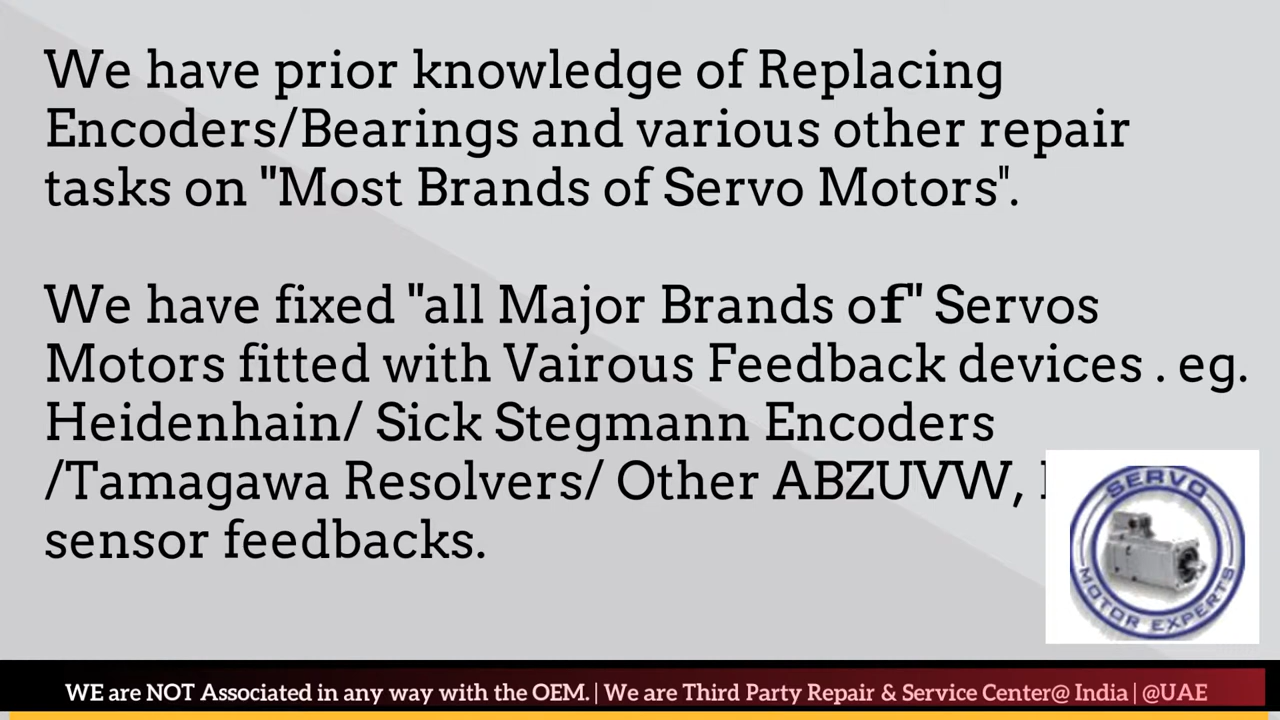 We have prior knowledge of Replacing
Encoders/Bearings and various other repair
tasks on "Most Brands of Servo Motors".
We have fixed "all Major Brands of" Servos
Motors fitted with Vairous Feedback devices . eg.
Heidenhain/ Sick Stegmann Encoders
/Tamagawa Resolvers/ Other ABZUVW,
sensor feedbacks.
SERVO
MOTOR EXPERTS
WE are NOT Associated in any way with the OEM. | We are Third Party Repair & Service Center@ India | @UAE